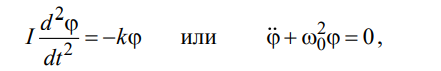 I d²φ/dt² = −kφ или φ̈ + ω₀²φ = 0,